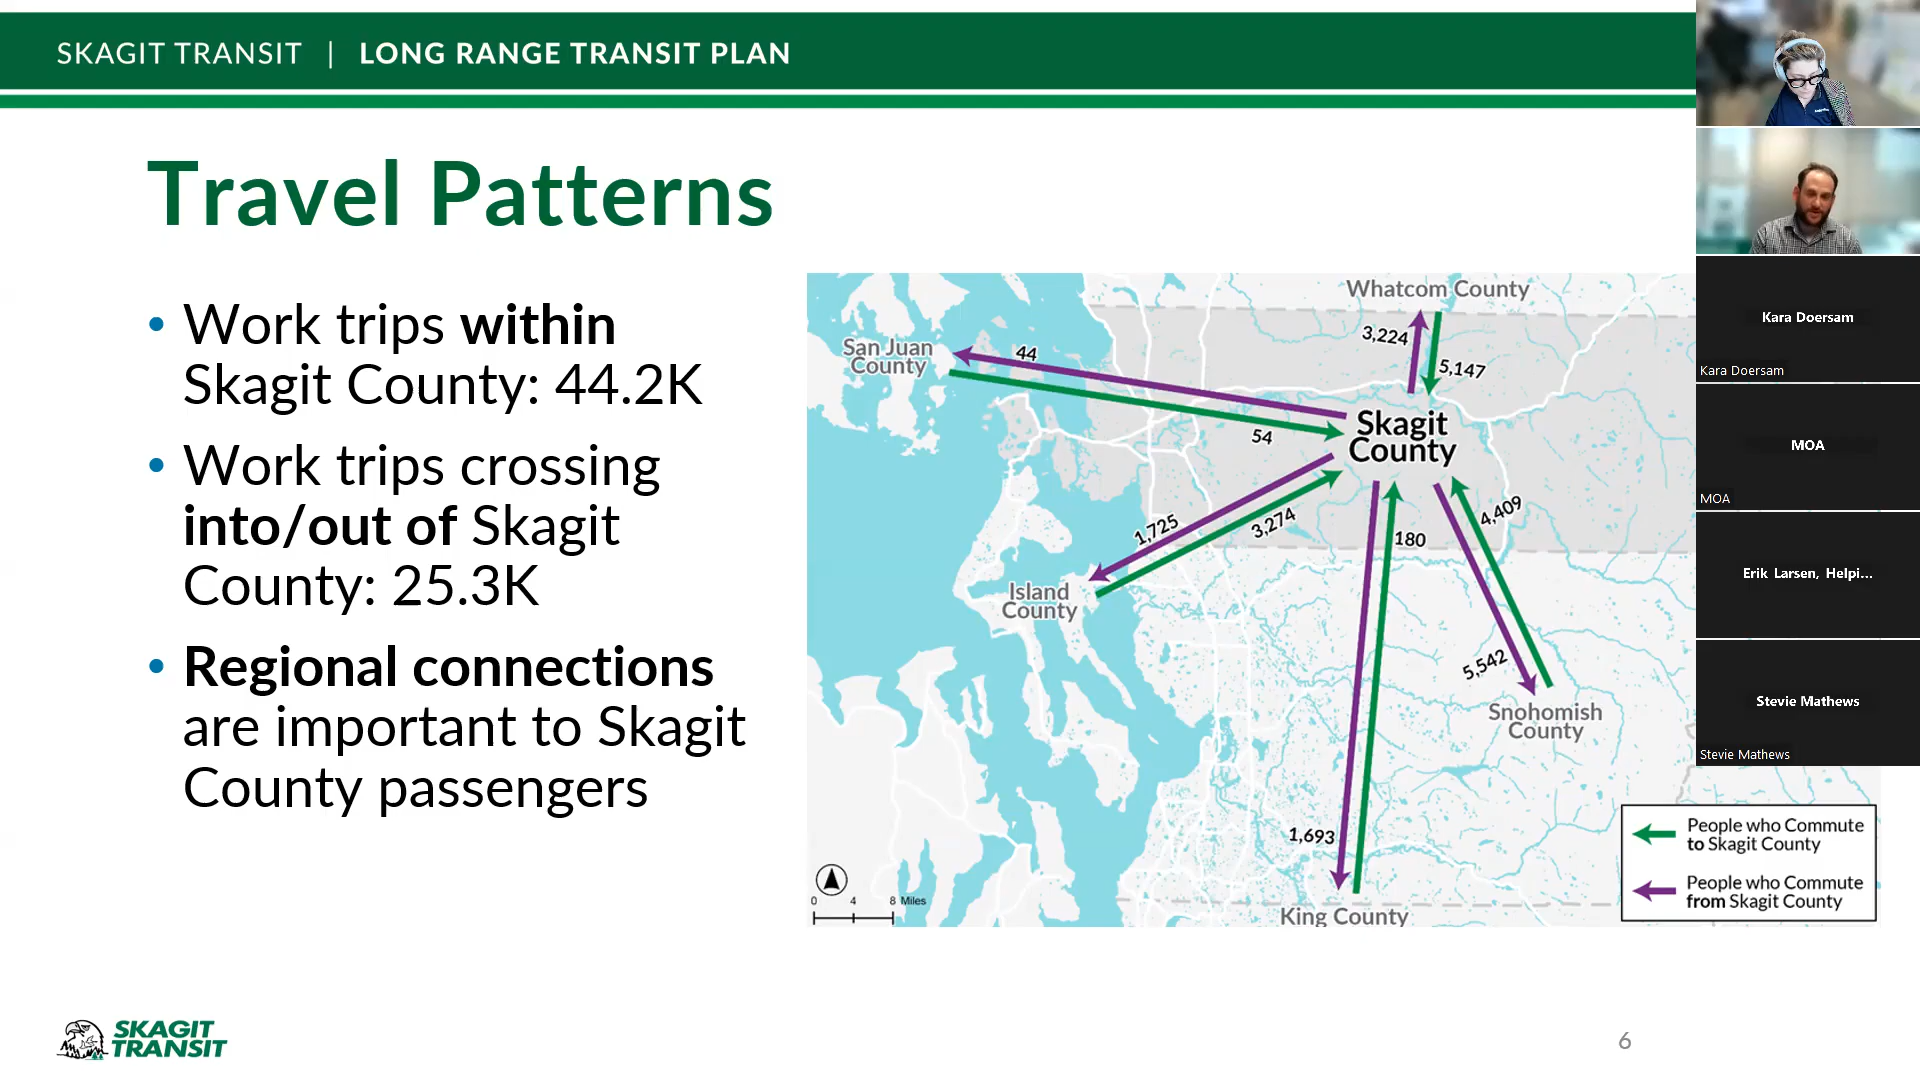 SKAGIT TRANSIT | LONG RANGE TRANSIT PLAN
Travel Patterns
• Work trips within
Skagit County: 44.2K
• Work trips crossing
into/out of Skagit
County: 25.3K
• Regional connections
are important to Skagit
County passengers
Whatcom County
3,224
5,147
San Juan
County
44
54
Skagit
County
1,725
3,274
180
4,409
Island
County
5,542
Snohomish
County
1,693
King County
0 4 8 Miles
People who Commute
to Skagit County
People who Commute
from Skagit County
SKAGIT
TRANSIT
6
Kara Doersam
Kara Doersam
MOA
MOA
Erik Larsen, Helpi...
Stevie Mathews
Stevie Mathews